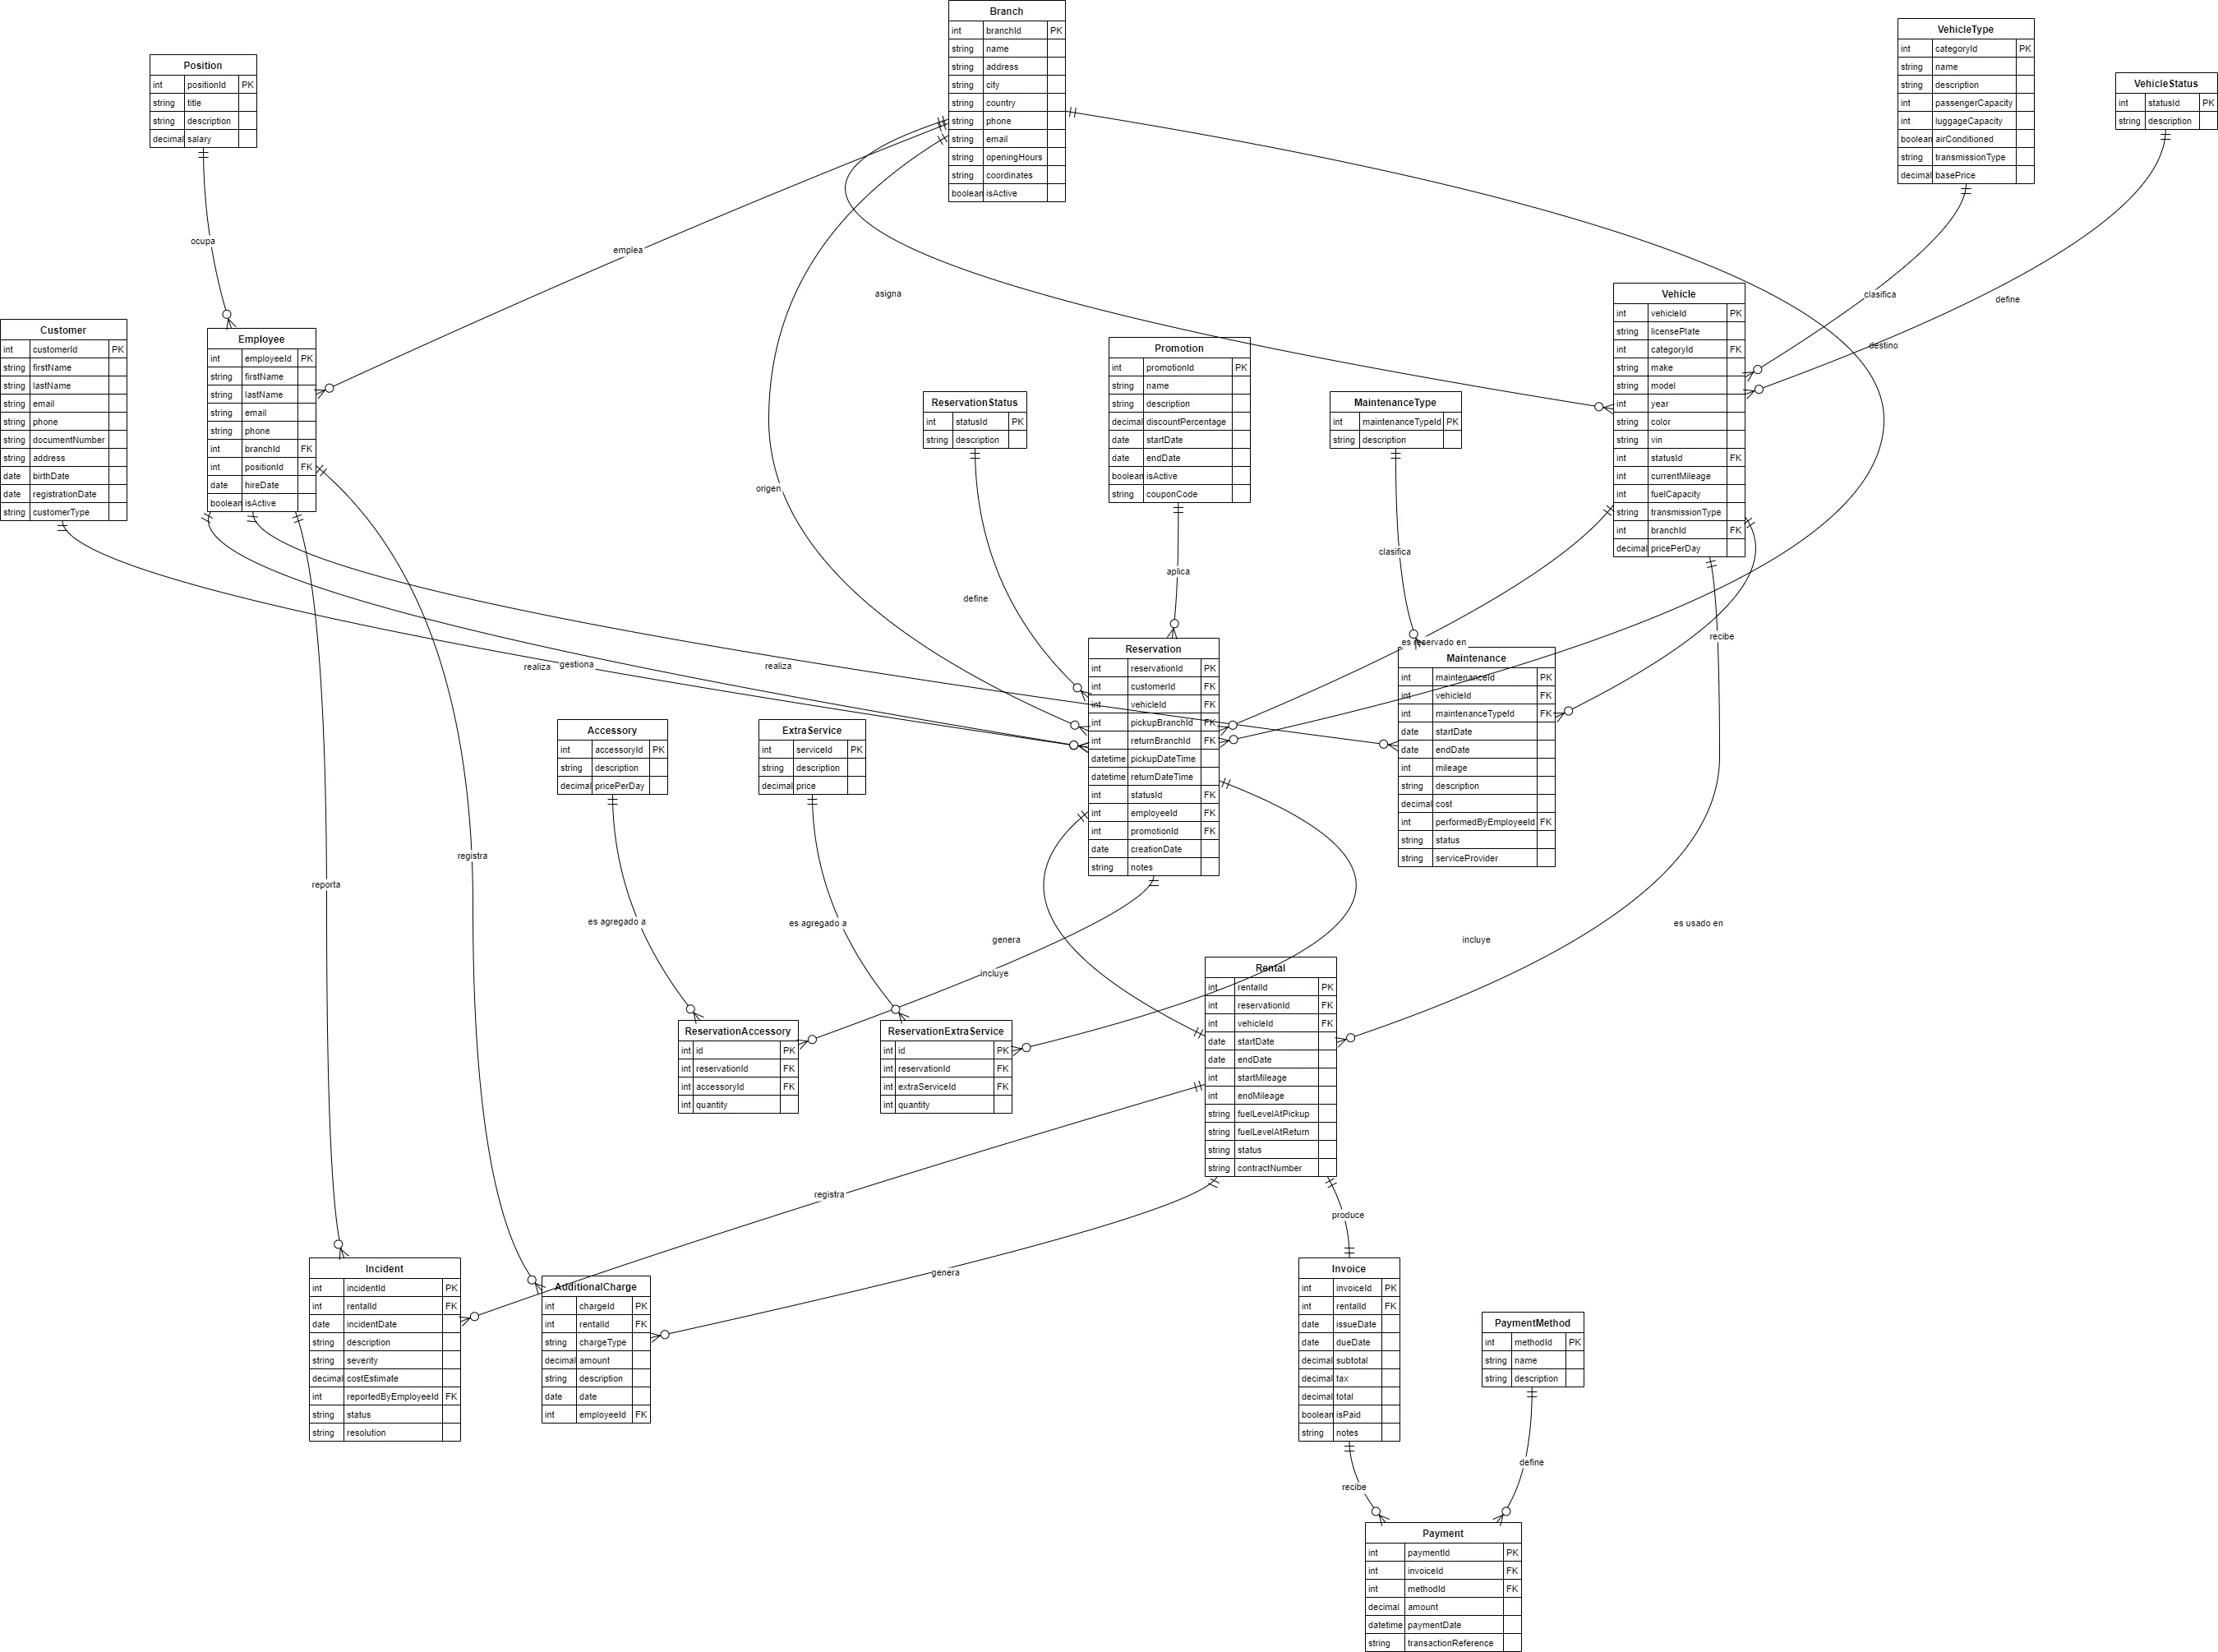 Branch
int branchId PK
string name
string address
string city
string country
string phone
string email
string openingHours
string coordinates
boolean isActive
VehicleType
int categoryId PK
string name
string description
int passengerCapacity
int luggageCapacity
boolean airConditioned
string transmissionType
decimal basePrice
Position
int positionId PK
string title
string description
decimal salary
VehicleStatus
int statusId PK
string description
ocupa
emplea
asigna
clasifica
define
destino
Customer
int customerId PK
string firstName
string lastName
string email
string phone
string documentNumber
string address
date birthDate
date registrationDate
string customerType
Employee
int employeeId PK
string firstName
string lastName
string email
string phone
int branchId FK
int positionId FK
date hireDate
boolean isActive
Vehicle
int vehicleId PK
string licensePlate
int categoryId FK
string make
string model
int year
string color
string vin
int statusId FK
int currentMileage
int fuelCapacity
string transmissionType
int branchId FK
decimal pricePerDay
Promotion
int promotionId PK
string name
string description
decimal discountPercentage
date startDate
date endDate
boolean isActive
string couponCode
ReservationStatus
int statusId PK
string description
MaintenanceType
int maintenanceTypeId PK
string description
origen
clasifica
aplica
define
es reservado en
recibe
realiza
gestiona
realiza
Reservation
int reservationId PK
int customerId FK
int vehicleId FK
int pickupBranchId FK
int returnBranchId FK
datetime pickupDateTime
datetime returnDateTime
int statusId FK
int employeeId FK
int promotionId FK
date creationDate
string notes
Maintenance
int maintenanceId PK
int vehicleId FK
int maintenanceTypeId FK
date startDate
date endDate
int mileage
string description
decimal cost
int performedByEmployeeId FK
string status
string serviceProvider
Accessory
int accessoryId PK
string description
decimal pricePerDay
ExtraService
int serviceId PK
string description
decimal price
registra
reporta
es agregado a
es agregado a
genera
incluye
es usado en
incluye
Rental
int rentalId PK
int reservationId FK
int vehicleId FK
date startDate
date endDate
int startMileage
int endMileage
string fuelLevelAtPickup
string fuelLevelAtReturn
string status
string contractNumber
ReservationAccessory
int id PK
int reservationId FK
int accessoryId FK
int quantity
ReservationExtraService
int id PK
int reservationId FK
int extraServiceId FK
int quantity
registra
produce
genera
Incident
int incidentId PK
int rentalId FK
date incidentDate
string description
string severity
decimal costEstimate
int reportedByEmployeeId FK
string status
string resolution
AdditionalCharge
int chargeId PK
int rentalId FK
string chargeType
decimal amount
string description
date date
int employeeId FK
Invoice
int invoiceId PK
int rentalId FK
date issueDate
date dueDate
decimal subtotal
decimal tax
decimal total
boolean isPaid
string notes
PaymentMethod
int methodId PK
string name
string description
define
recibe
Payment
int paymentId PK
int invoiceId FK
int methodId FK
decimal amount
datetime paymentDate
string transactionReference